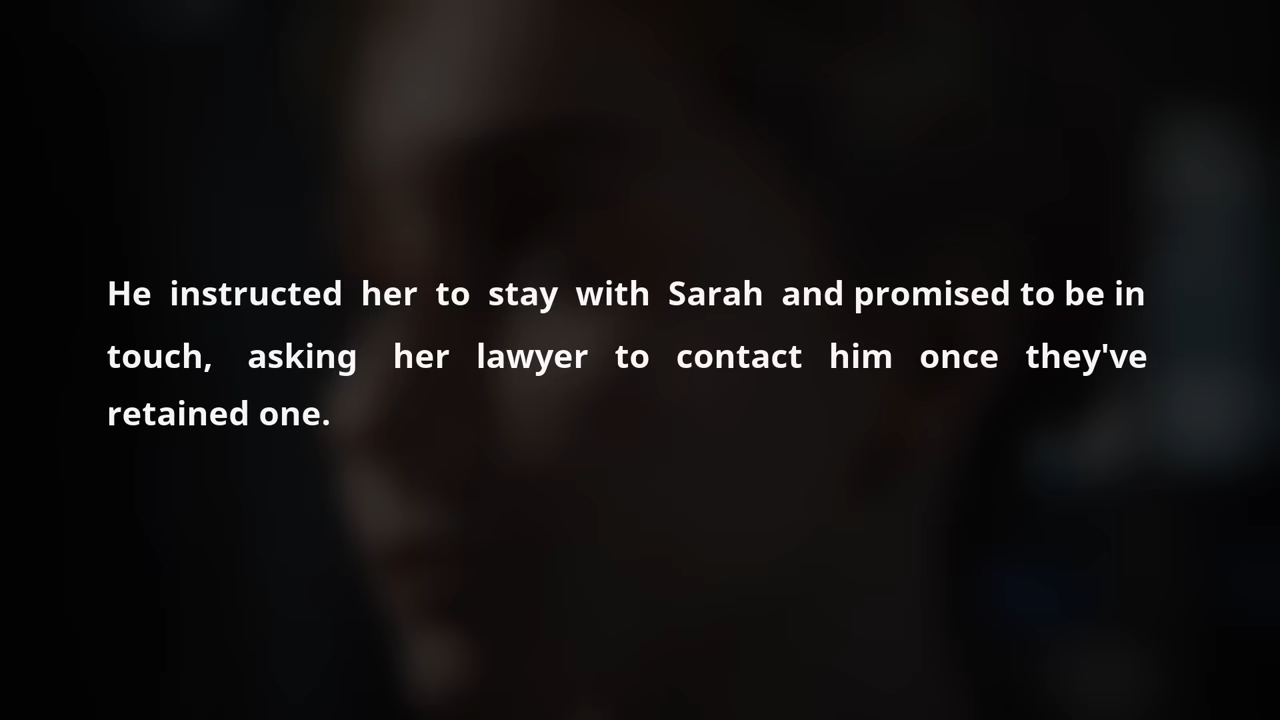 He instructed her to stay with Sarah and promised to be in
touch, asking her lawyer to contact him once they've
retained one.